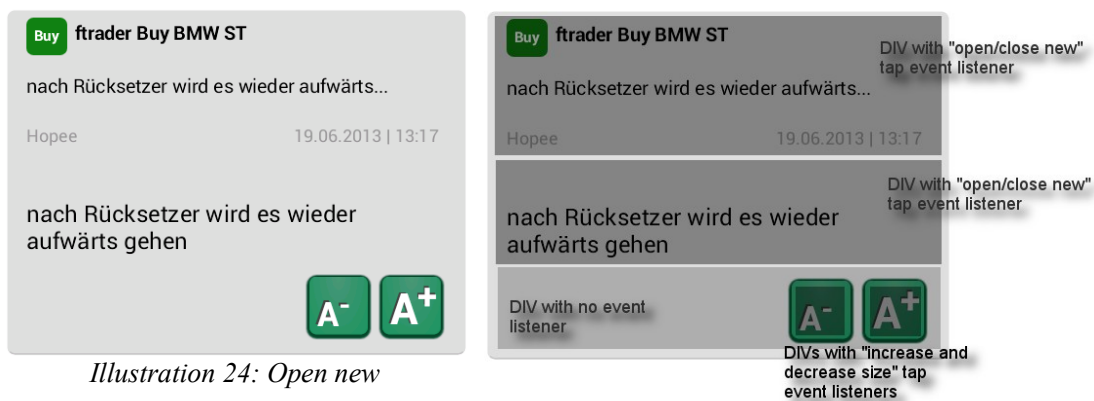 Buy ftrader Buy BMW ST
nach Rücksetzer wird es wieder aufwärts...
Hopee 19.06.2013 | 13:17
nach Rücksetzer wird es wieder
aufwärts gehen
A- A+
Illustration 24: Open new
Buy ftrader Buy BMW ST
DIV with "open/close new"
tap event listener
nach Rücksetzer wird es wieder aufwärts...
Hopee 19.06.2013 | 13:17
DIV with "open/close new"
tap event listener
nach Rücksetzer wird es wieder
aufwärts gehen
DIV with no event
listener
A- A+
DIVs with "increase and
decrease size" tap
event listeners